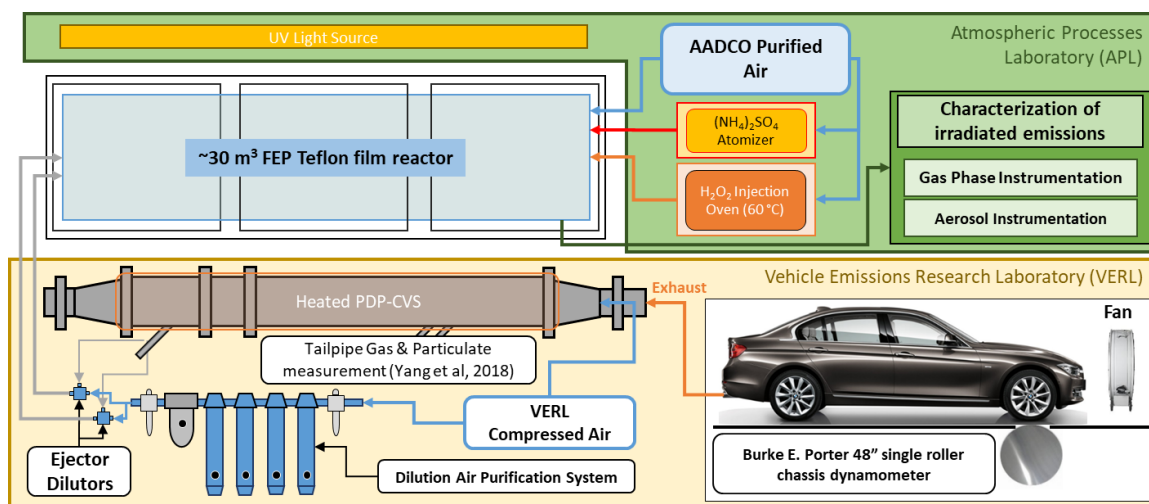 UV Light Source
AADCO Purified
Air
Atmospheric Processes
Laboratory (APL)
~30 m³ FEP Teflon film reactor
(NH₄)₂SO₄
Atomizer
H₂O₂ Injection
Oven (60 °C)
Characterization of
irradiated emissions
Gas Phase Instrumentation
Aerosol Instrumentation
Vehicle Emissions Research Laboratory (VERL)
Heated PDP-CVS
Exhaust
Fan
Tailpipe Gas & Particulate
measurement (Yang et al, 2018)
VERL
Compressed Air
Ejector
Dilutors
Dilution Air Purification System
Burke E. Porter 48” single roller
chassis dynamometer